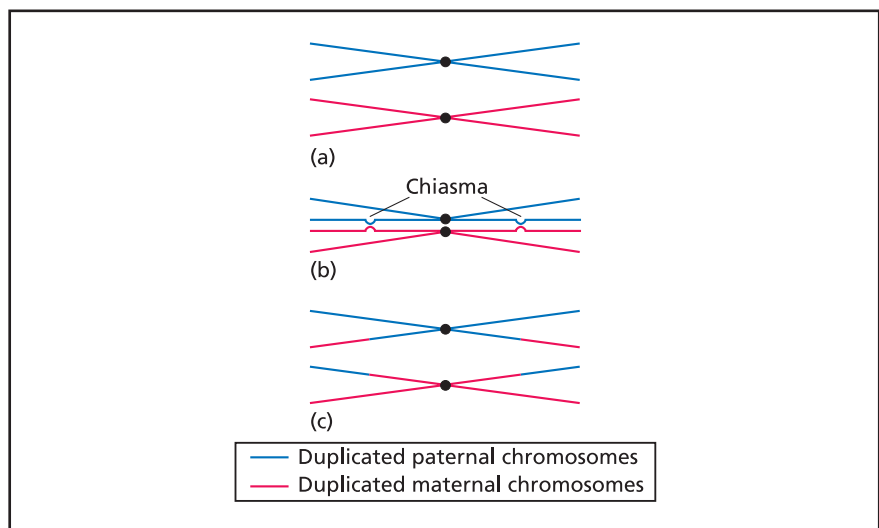 (a)
Chiasma
(b)
(c)
Duplicated paternal chromosomes
Duplicated maternal chromosomes